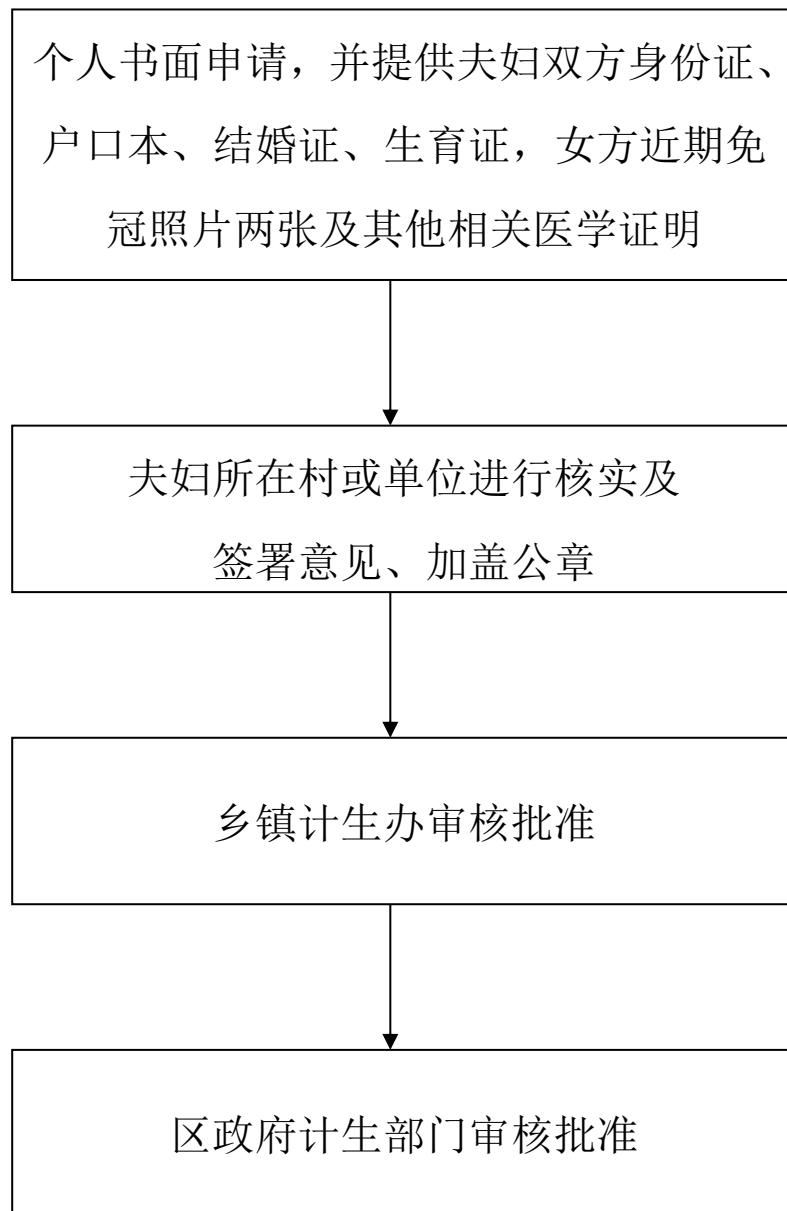 个人书面申请，并提供夫妇双方身份证、
户口本、结婚证、生育证，女方近期免
冠照片两张及其他相关医学证明
夫妇所在村或单位进行核实及
签署意见、加盖公章
乡镇计生办审核批准
区政府计生部门审核批准